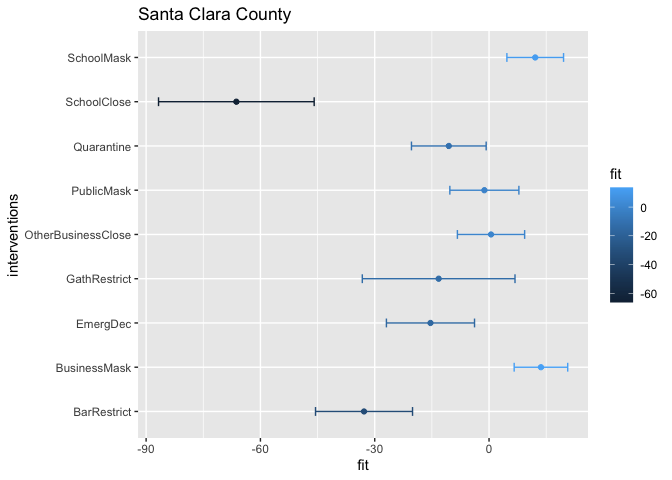 Santa Clara County
interventions
SchoolMask
SchoolClose
Quarantine
PublicMask
OtherBusinessClose
GathRestrict
EmergDec
BusinessMask
BarRestrict
-90 -60 -30 0
fit
fit
0
-20
-40
-60